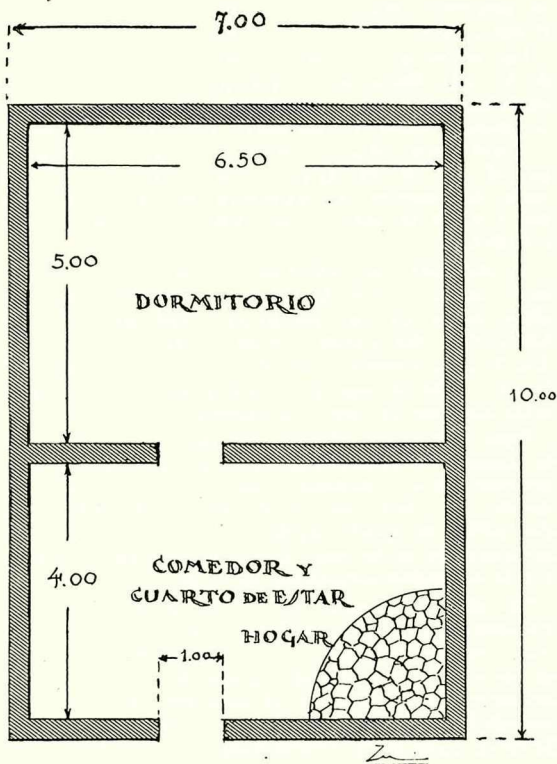 7.00
6.50
5.00
DORMITORIO
10.00
4.00
COMEDOR Y
CUARTO DE ESTAR
HOGAR
1.00